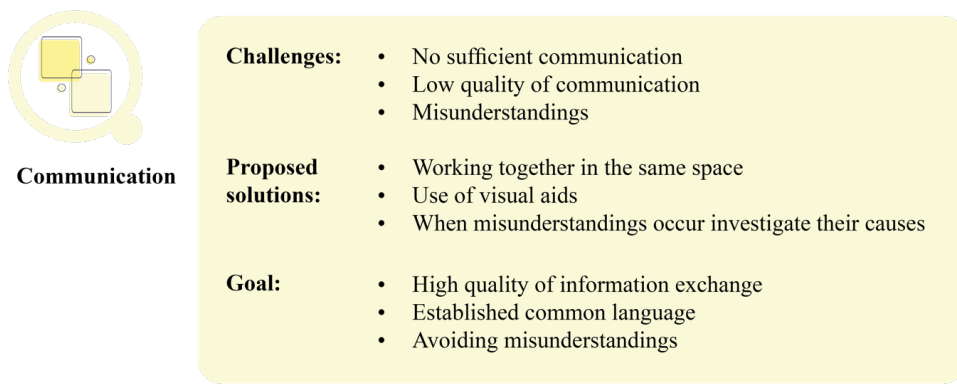 Communication
Challenges:
• No sufficient communication
• Low quality of communication
• Misunderstandings
Proposed
solutions:
• Working together in the same space
• Use of visual aids
• When misunderstandings occur investigate their causes
Goal:
• High quality of information exchange
• Established common language
• Avoiding misunderstandings